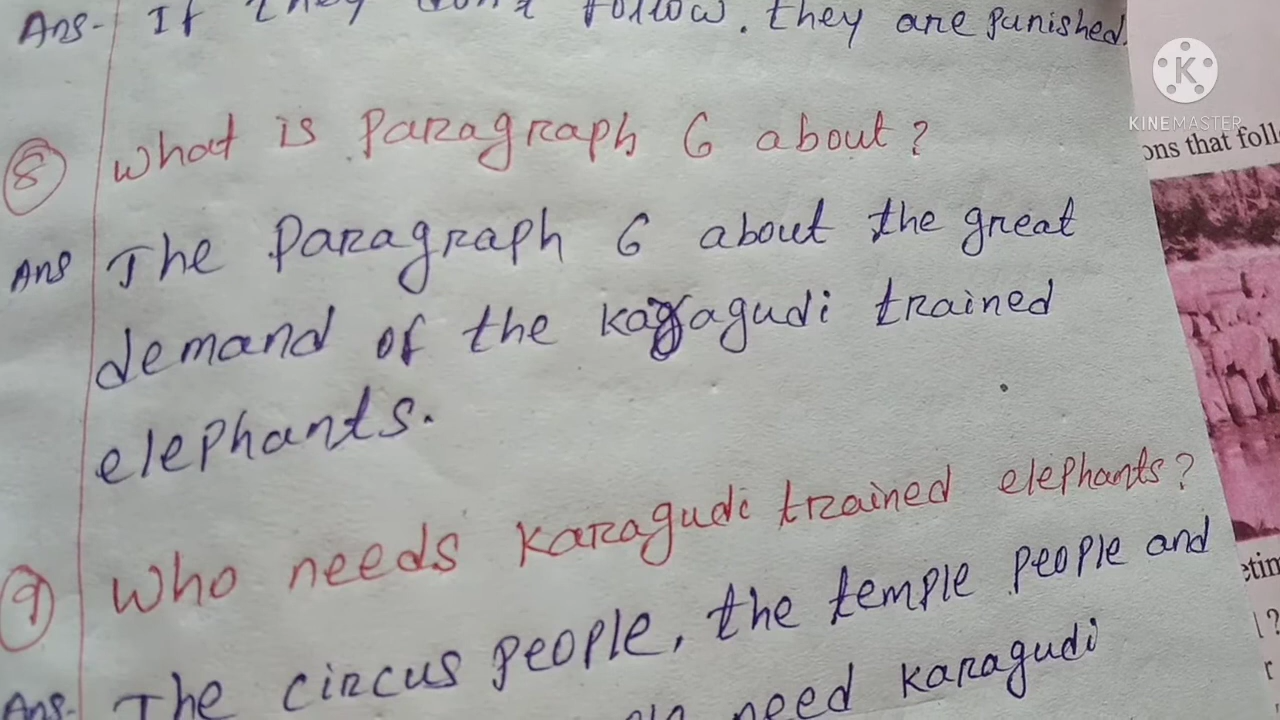 Ans- If they don't follow. they are punished.
8 What is Paragraph 6 about?
Ans The Paragraph 6 about the great
demand of the karagudi trained
elephants.
9 Who needs Karagudi trained elephants?
Ans- The circus people, the temple people and
need karagudi
K
KINEMASTER
ons that foll
etim